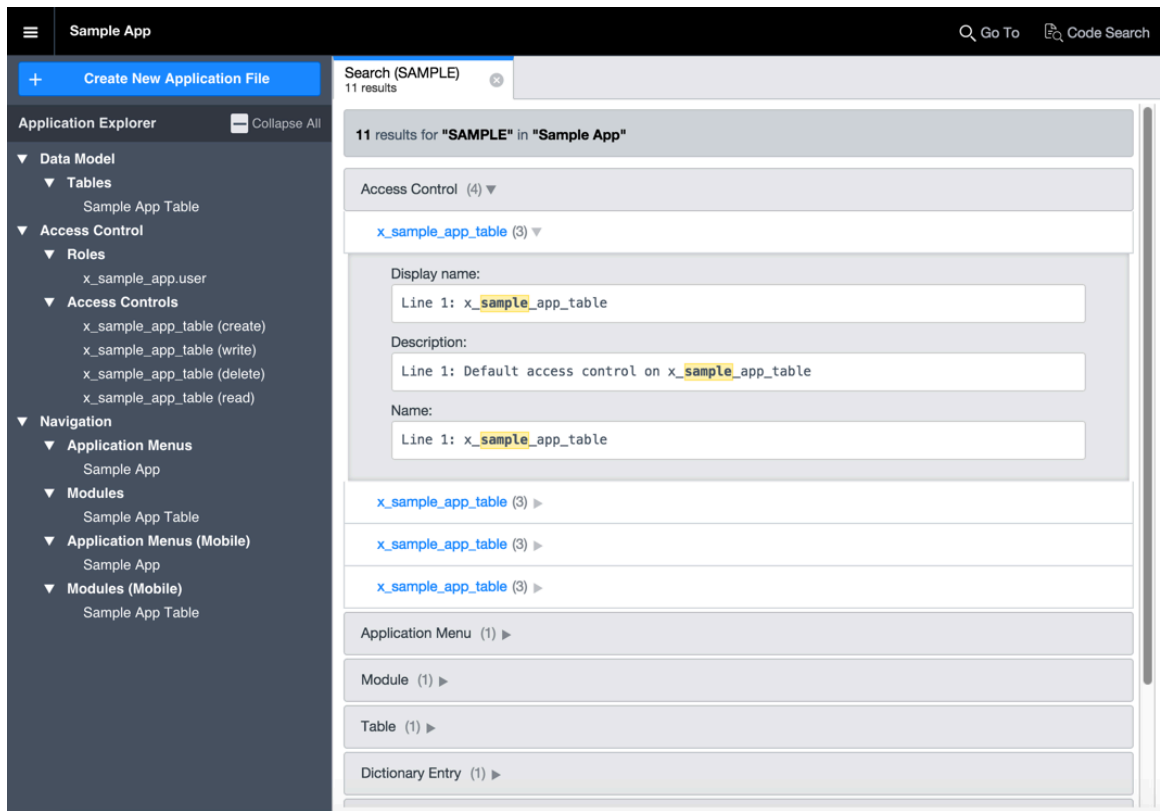 Sample App
Go To
Code Search
+ Create New Application File
Application Explorer
Collapse All
Data Model
Tables
Sample App Table
Access Control
Roles
x_sample_app.user
Access Controls
x_sample_app_table (create)
x_sample_app_table (write)
x_sample_app_table (delete)
x_sample_app_table (read)
Navigation
Application Menus
Sample App
Modules
Sample App Table
Application Menus (Mobile)
Sample App
Modules (Mobile)
Sample App Table
Search (SAMPLE)
11 results
11 results for "SAMPLE" in "Sample App"
Access Control (4)
x_sample_app_table (3)
Display name:
Line 1: x_sample_app_table
Description:
Line 1: Default access control on x_sample_app_table
Name:
Line 1: x_sample_app_table
x_sample_app_table (3)
x_sample_app_table (3)
x_sample_app_table (3)
Application Menu (1)
Module (1)
Table (1)
Dictionary Entry (1)